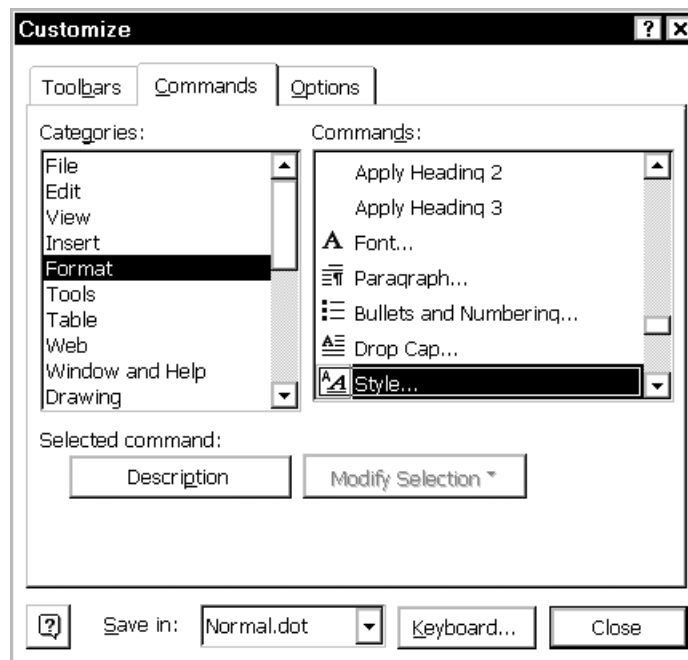 Customize
Toolbars Commands Options
Categories:
File
Edit
View
Insert
Format
Tools
Table
Web
Window and Help
Drawing
Commands:
Apply Heading 2
Apply Heading 3
Font...
Paragraph...
Bullets and Numbering...
Drop Cap...
Style...
Selected command:
Description Modify Selection
Save in: Normal.dot Keyboard... Close